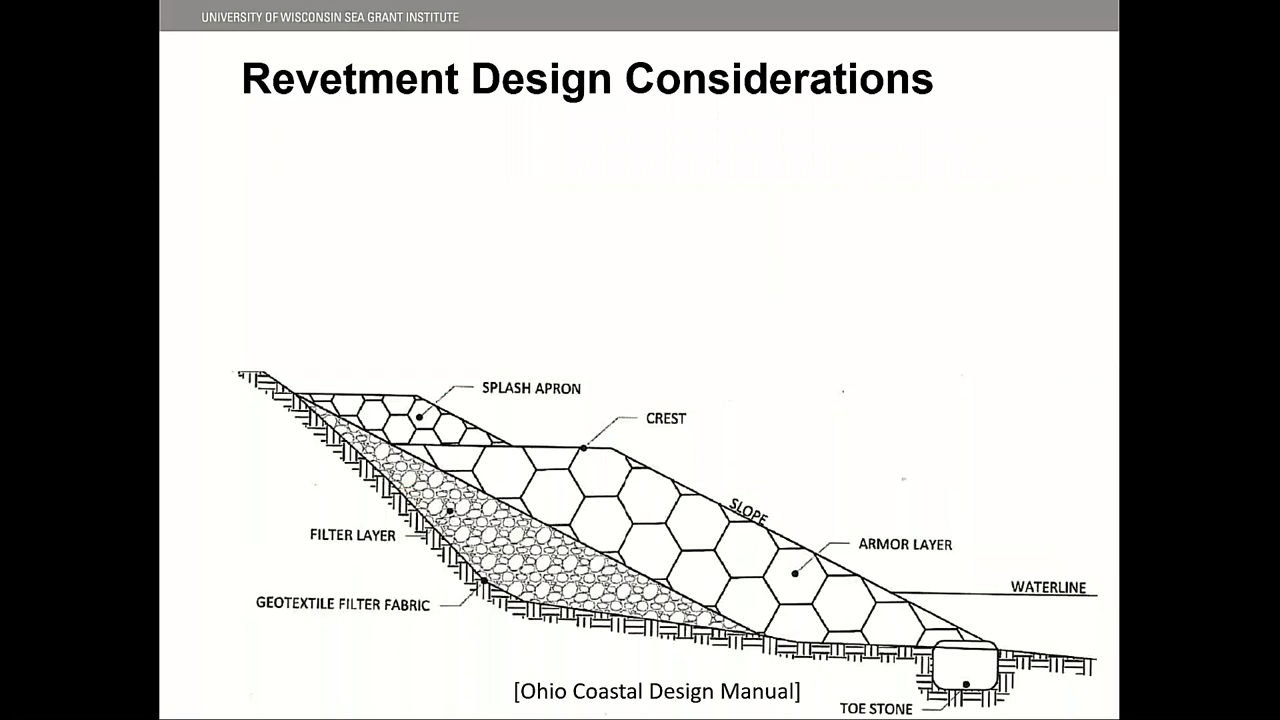 UNIVERSITY OF WISCONSIN SEA GRANT INSTITUTE
Revetment Design Considerations
SPLASH APRON
CREST
SLOPE
FILTER LAYER
ARMOR LAYER
WATERLINE
GEOTEXTILE FILTER FABRIC
[Ohio Coastal Design Manual]
TOE STONE